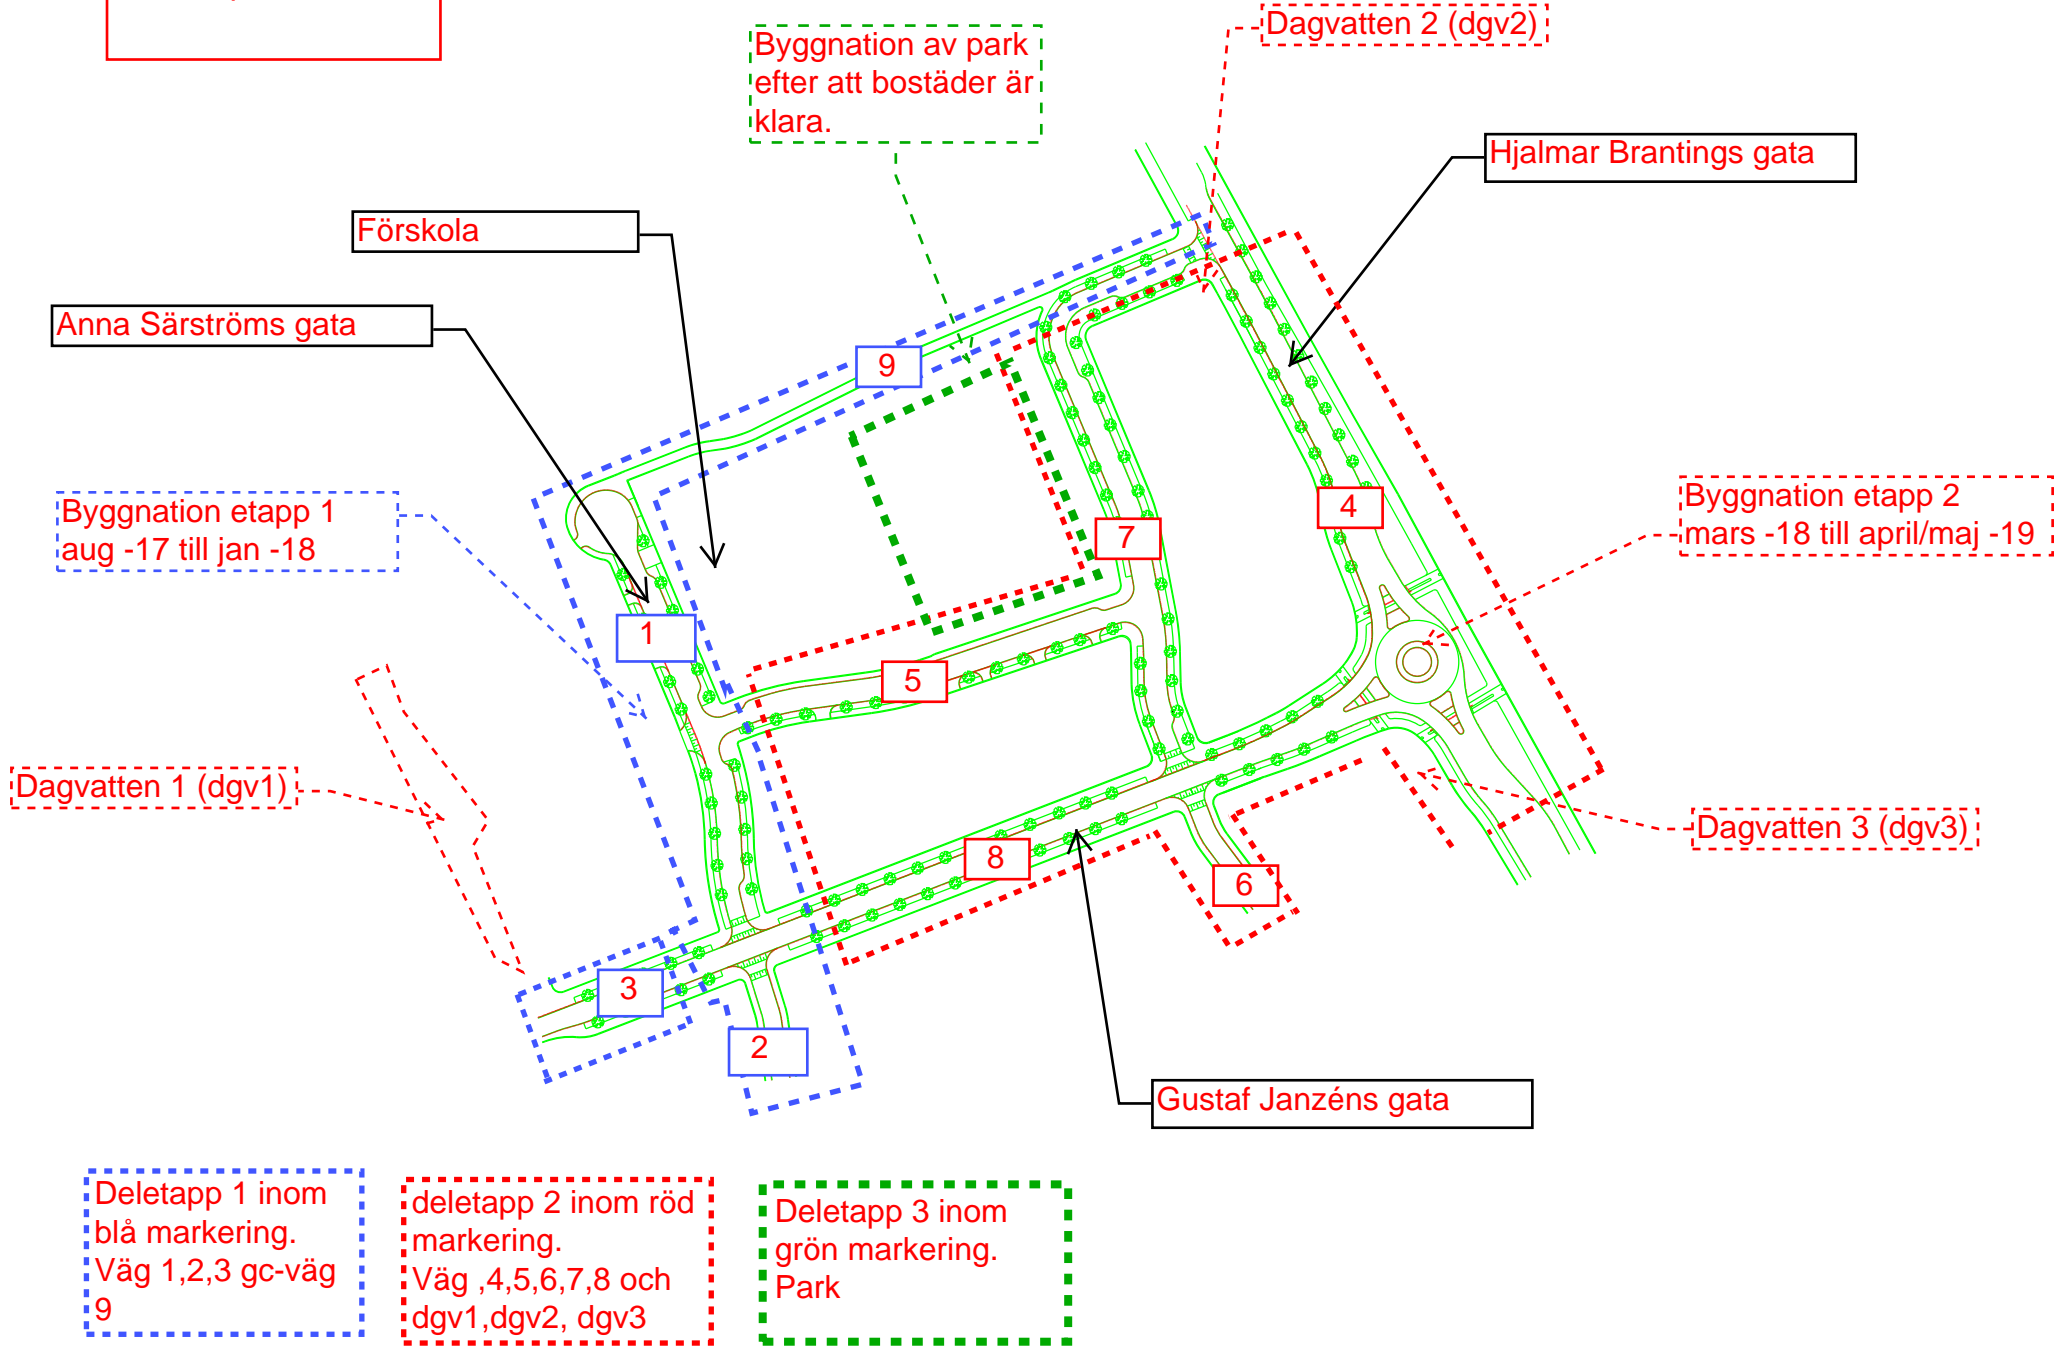 Dagvatten 2 (dgv2)
Byggnation av park
efter att bostäder är
klara.
Hjalmar Brantings gata
Förskola
Anna Särströms gata
9
Byggnation etapp 1
aug -17 till jan -18
Byggnation etapp 2
mars -18 till april/maj -19
4
7
1
5
Dagvatten 1 (dgv1)
Dagvatten 3 (dgv3)
8
6
3
2
Gustaf Janzéns gata
Deletapp 1 inom
blå markering.
Väg 1,2,3 gc-väg
9
deletapp 2 inom röd
markering.
Väg ,4,5,6,7,8 och
dgv1,dgv2, dgv3
Deletapp 3 inom
grön markering.
Park